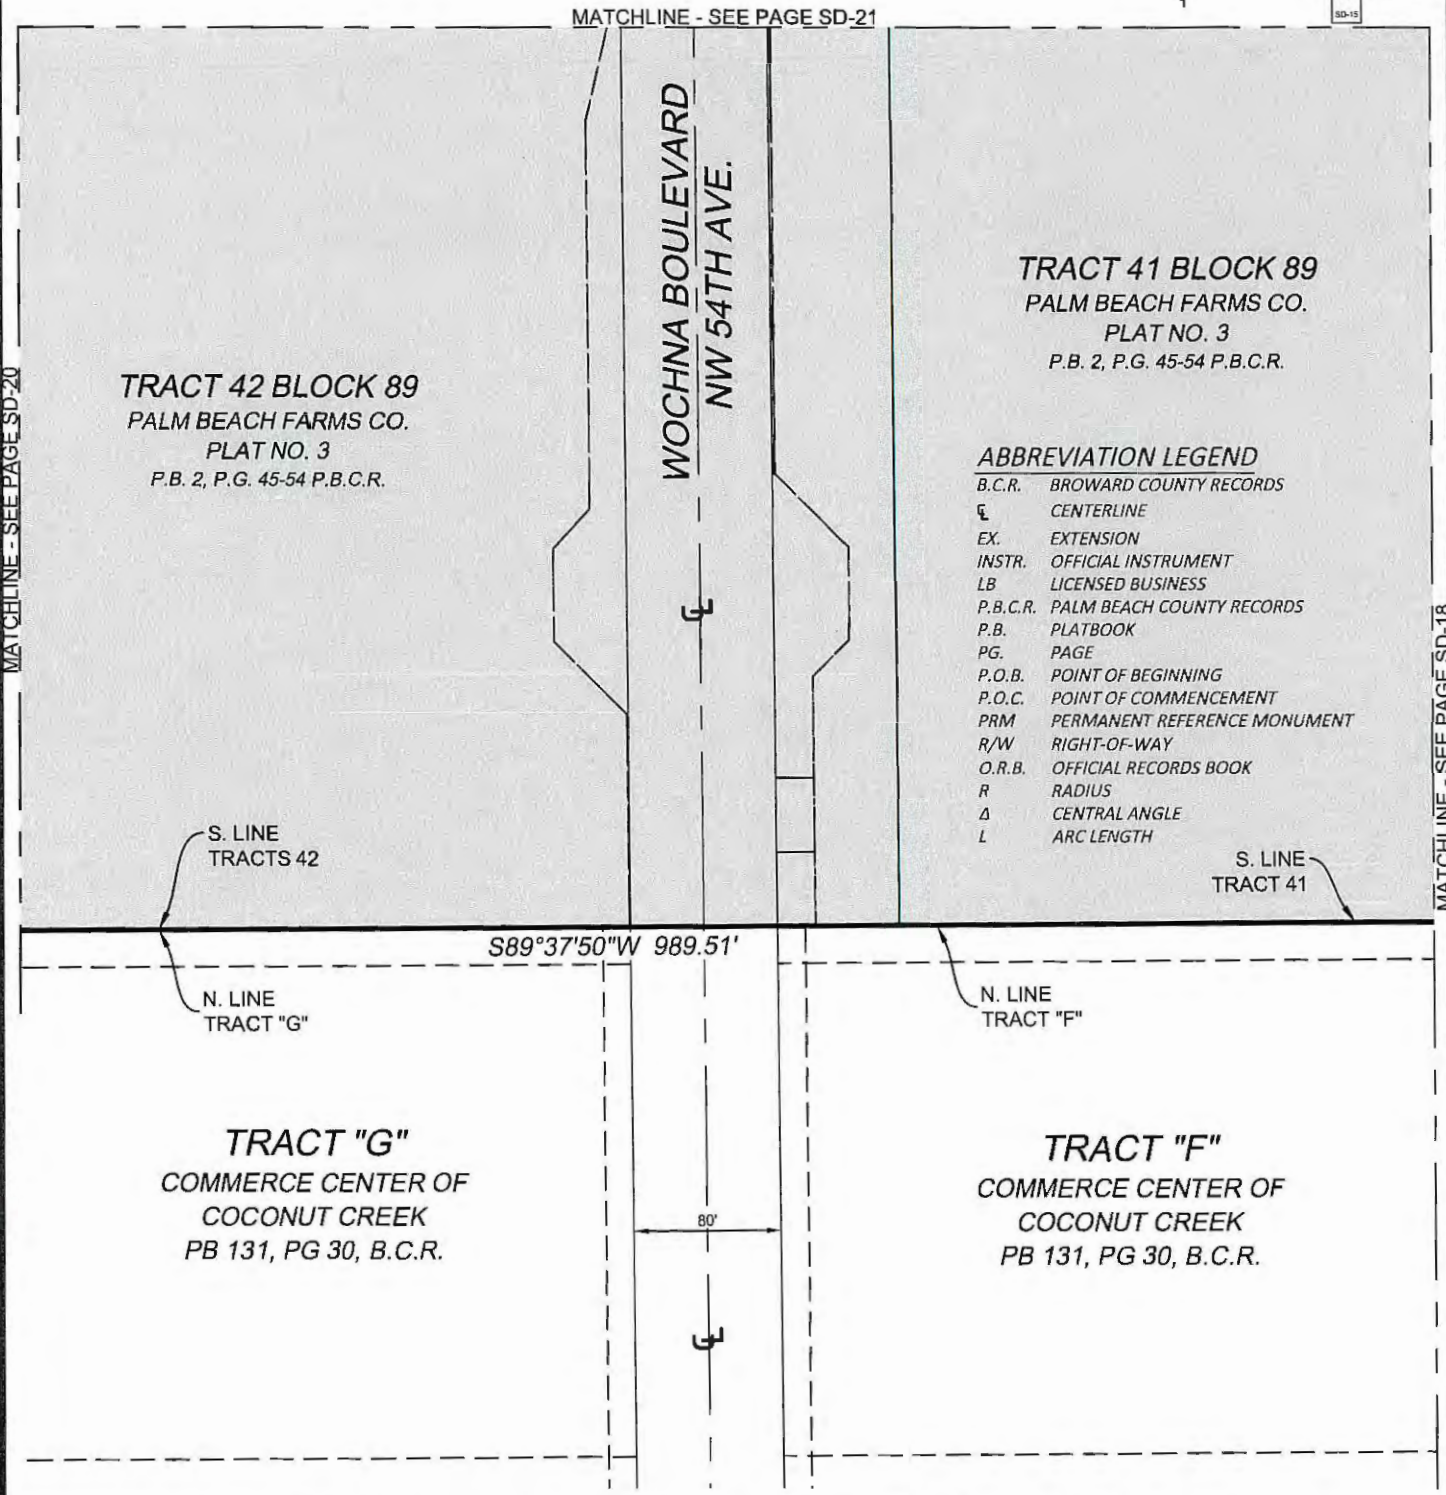 MATCHLINE - SEE PAGE SD-21
SD-15
WOCHNA BOULEVARD
NW 54TH AVE.
TRACT 41 BLOCK 89
PALM BEACH FARMS CO.
PLAT NO. 3
P.B. 2, P.G. 45-54 P.B.C.R.
MATCHLINE - SEE PAGE SD-20
TRACT 42 BLOCK 89
PALM BEACH FARMS CO.
PLAT NO. 3
P.B. 2, P.G. 45-54 P.B.C.R.
ABBREVIATION LEGEND
B.C.R. BROWARD COUNTY RECORDS
℄ CENTERLINE
EX. EXTENSION
INSTR. OFFICIAL INSTRUMENT
LB LICENSED BUSINESS
P.B.C.R. PALM BEACH COUNTY RECORDS
P.B. PLATBOOK
PG. PAGE
P.O.B. POINT OF BEGINNING
P.O.C. POINT OF COMMENCEMENT
PRM PERMANENT REFERENCE MONUMENT
R/W RIGHT-OF-WAY
O.R.B. OFFICIAL RECORDS BOOK
R RADIUS
Δ CENTRAL ANGLE
L ARC LENGTH
℄
MATCHLINE - SEE PAGE SD-18
S. LINE
TRACTS 42
S. LINE
TRACT 41
S89°37'50"W 989.51'
N. LINE
TRACT "G"
N. LINE
TRACT "F"
TRACT "G"
COMMERCE CENTER OF
COCONUT CREEK
PB 131, PG 30, B.C.R.
TRACT "F"
COMMERCE CENTER OF
COCONUT CREEK
PB 131, PG 30, B.C.R.
80'
℄